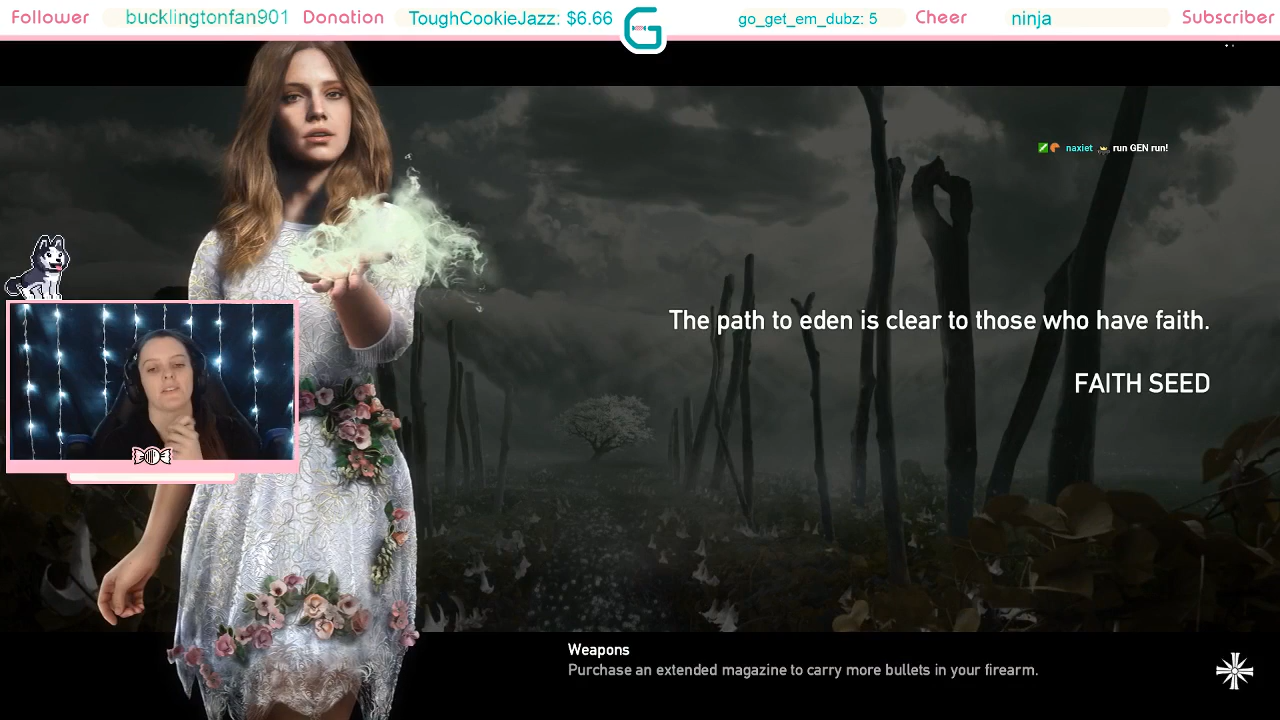 Follower bucklingtonfan901 Donation ToughCookieJazz: $6.66 G go_get_em_dubz: 5 Cheer ninja Subscriber
naxiet run GEN run!
The path to eden is clear to those who have faith.
FAITH SEED
Weapons
Purchase an extended magazine to carry more bullets in your firearm.